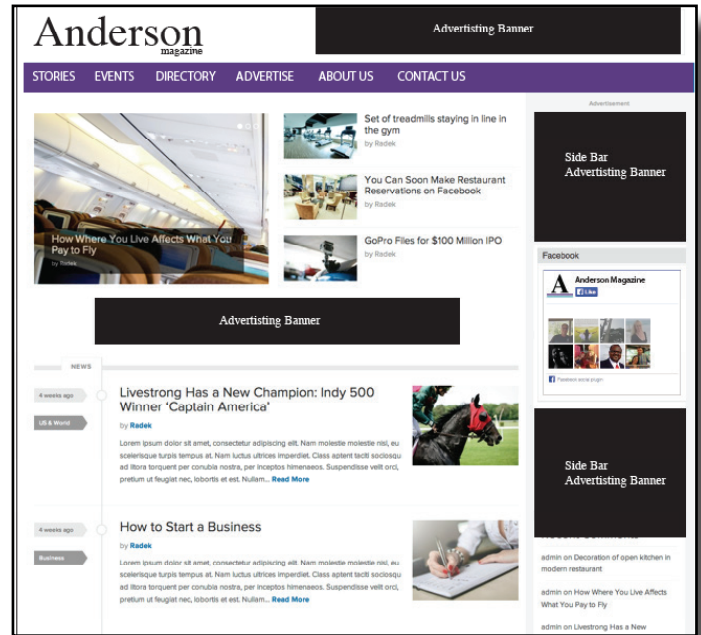 Anderson
magazine
Advertisting Banner
STORIES EVENTS DIRECTORY ADVERTISE ABOUT US CONTACT US
How Where You Live Affects What You
Pay to Fly
by Radek
Set of treadmills staying in line in
the gym
by Radek
You Can Soon Make Restaurant
Reservations on Facebook
by Radek
GoPro Files for $100 Million IPO
by Radek
Advertisement
Side Bar
Advertisting Banner
Facebook
Anderson Magazine
A
Like
Facebook social plugin
Advertisting Banner
NEWS
4 weeks ago
US & World
Livestrong Has a New Champion: Indy 500
Winner ‘Captain America’
by Radek
Lorem ipsum dolor sit amet, consectetur adipiscing elit. Nam molestie molestie nisl, eu
scelerisque turpis tempus at. Nam luctus ultrices imperdiet. Class aptent taciti sociosqu
ad litora torquent per conubia nostra, per inceptos himenaeos. Suspendisse velit orci,
pretium ut feugiat nec, lobortis et est. Nullam... Read More
4 weeks ago
Business
How to Start a Business
by Radek
Lorem ipsum dolor sit amet, consectetur adipiscing elit. Nam molestie molestie nisl, eu
scelerisque turpis tempus at. Nam luctus ultrices imperdiet. Class aptent taciti sociosqu
ad litora torquent per conubia nostra, per inceptos himenaeos. Suspendisse velit orci,
pretium ut feugiat nec, lobortis et est. Nullam... Read More
Side Bar
Advertisting Banner
admin on Decoration of open kitchen in
modern restaurant
admin on How Where You Live Affects
What You Pay to Fly
admin on Livestrong Has a New